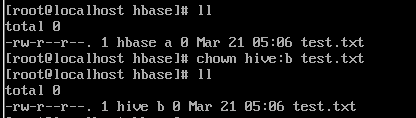 [root@localhost hbase]# ll
total 0
-rw-r--r--. 1 hbase a 0 Mar 21 05:06 test.txt
[root@localhost hbase]# chown hive:b test.txt
[root@localhost hbase]# ll
total 0
-rw-r--r--. 1 hive b 0 Mar 21 05:06 test.txt